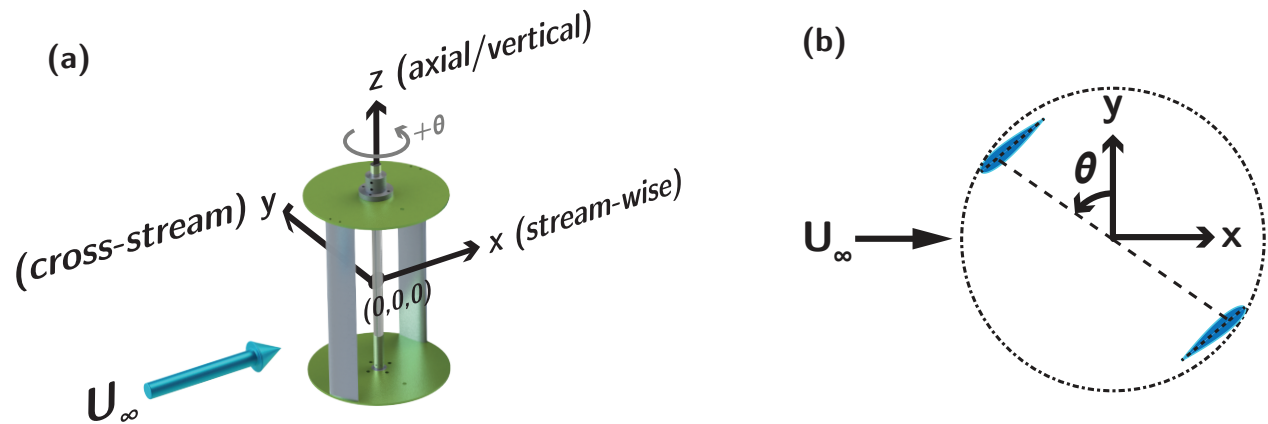 (a)
z (axial/vertical)
+θ
(cross-stream) y
x (stream-wise)
(0,0,0)
U∞
(b)
y
θ
U∞
x